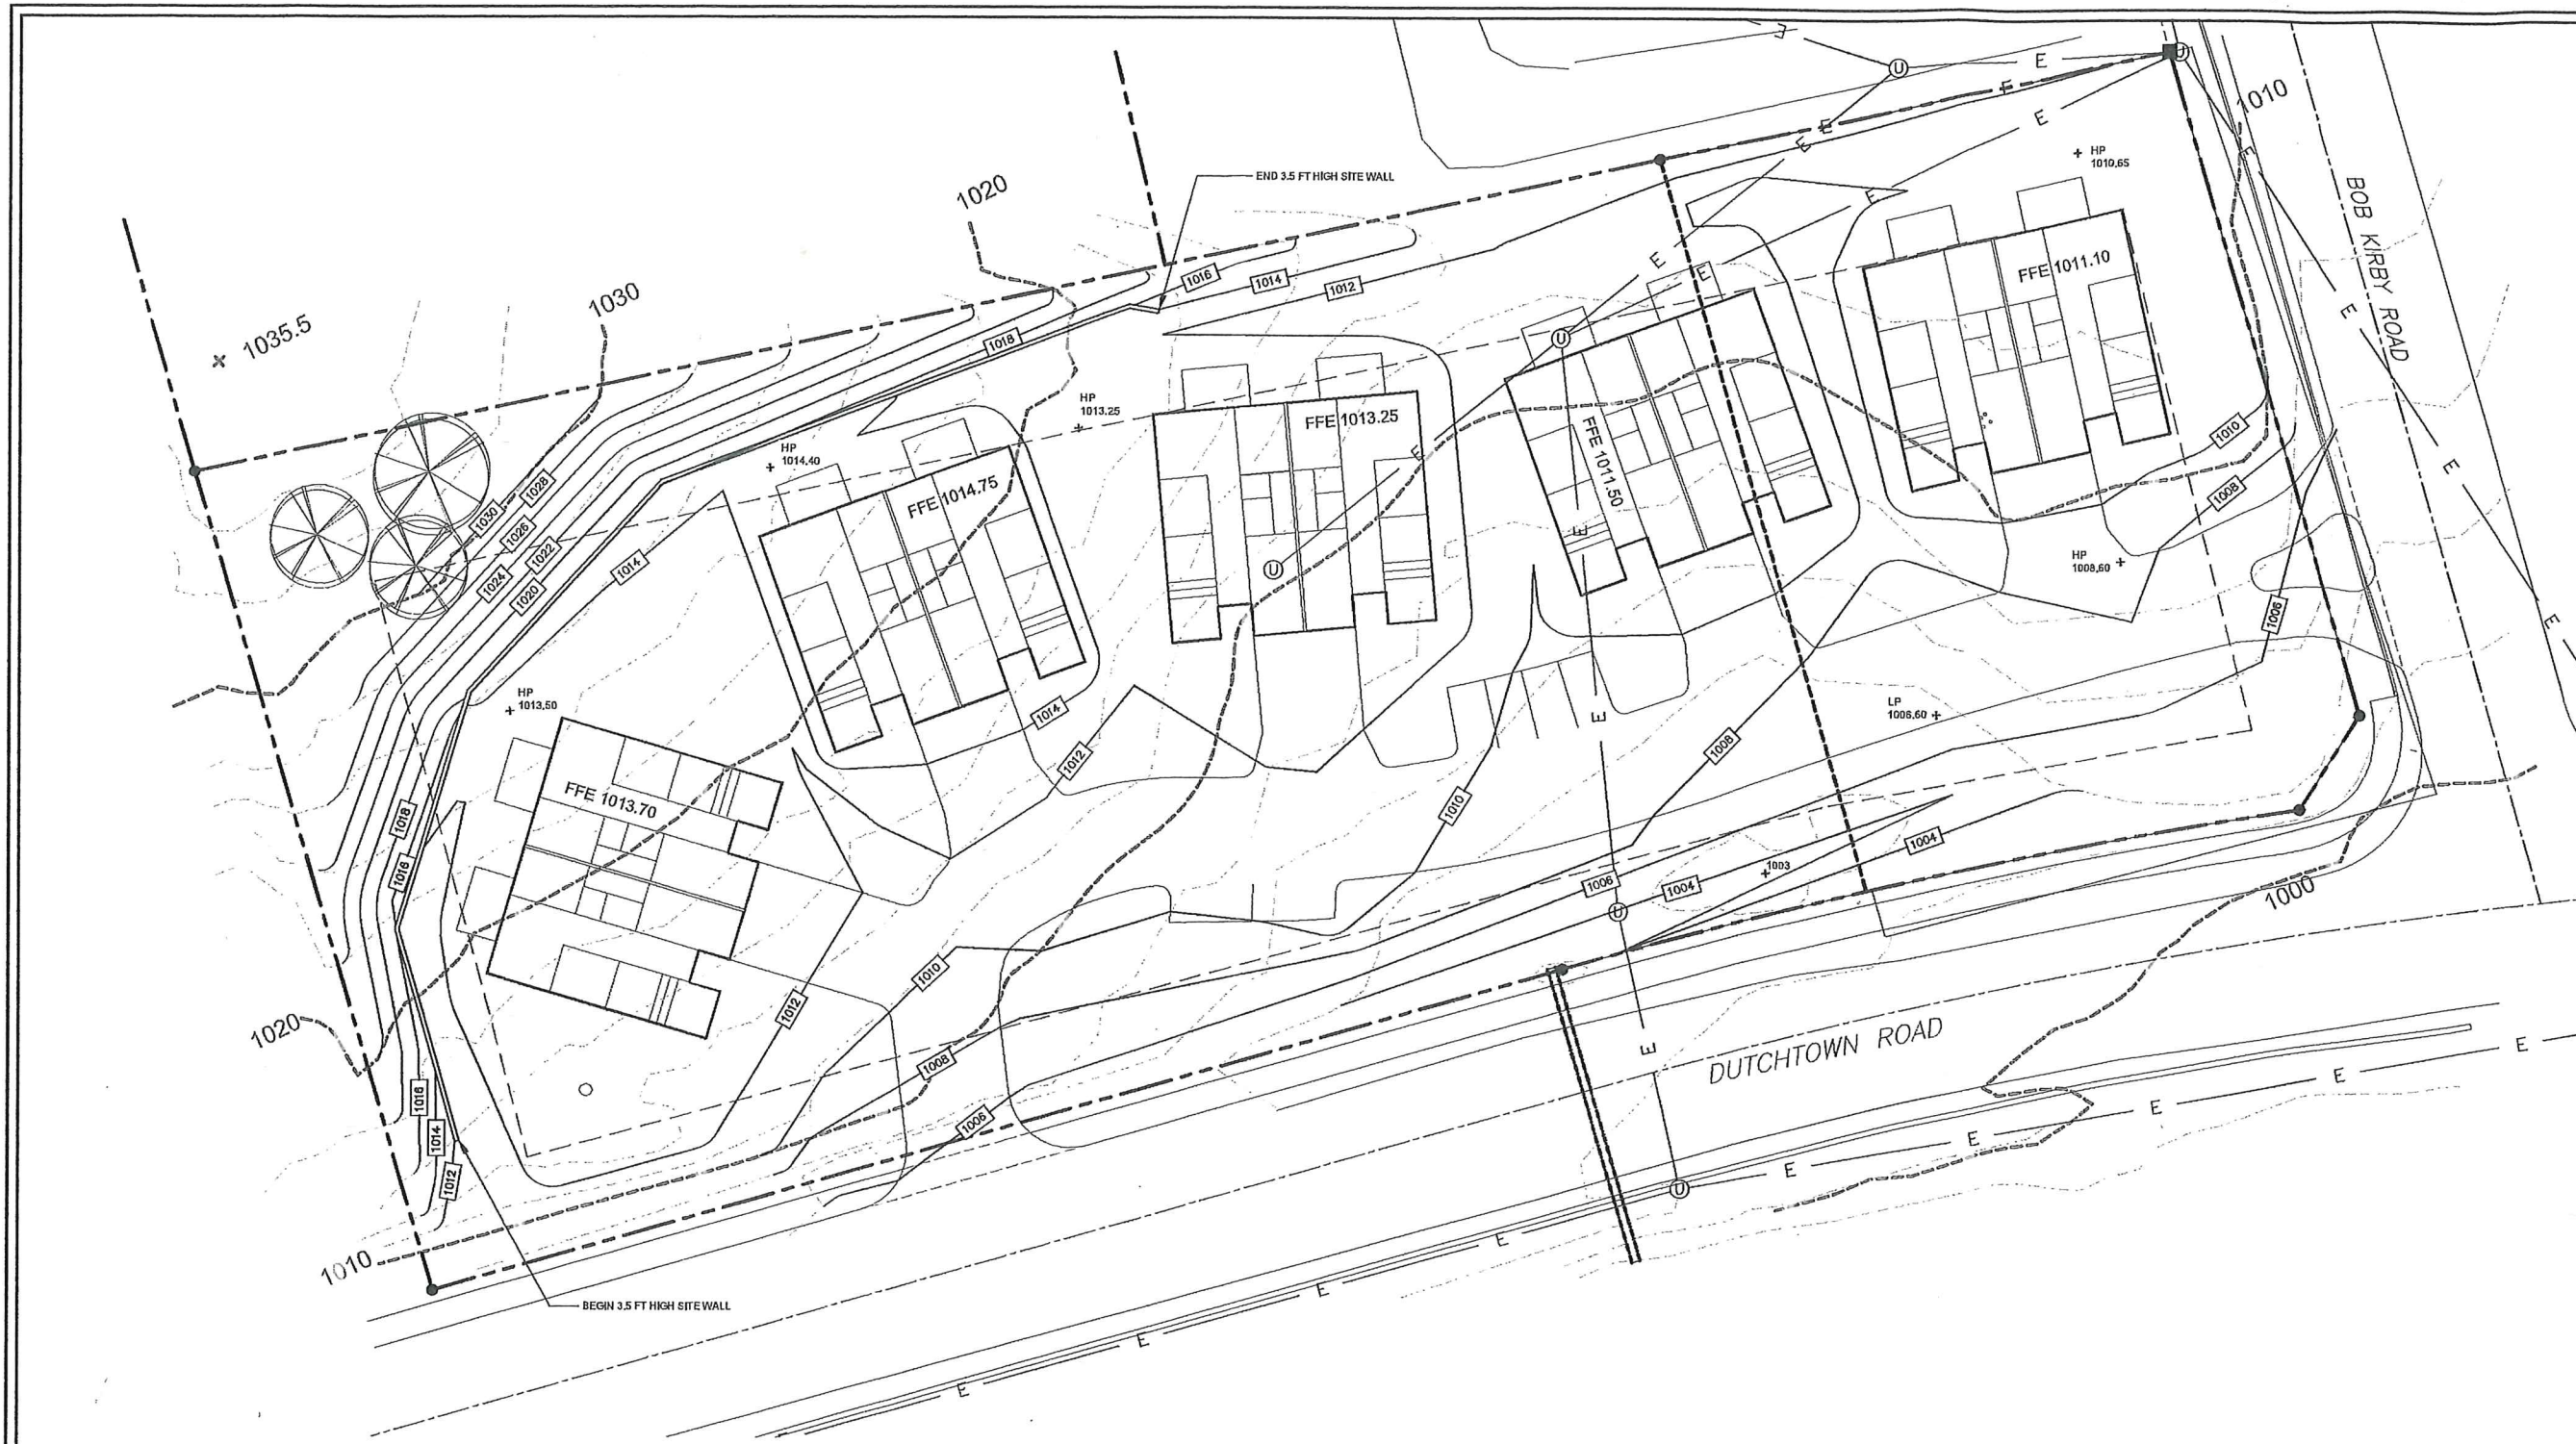 1020
END 3.5 FT HIGH SITE WALL
E
E
E
E
E
E
U
U
1010
HP
1010.65
E
BOB KIRBY ROAD
1035.5
1030
1016
1014
1012
1018
E
E
U
FFE 1011.10
E
HP
1013.25
HP
1014.40
FFE 1013.25
FFE 1011.50
E
1010
1008
E
1030
1028
1026
1022
1024
1020
1014
FFE 1014.75
U
E
HP
1008.60
1006
E
HP
1013.50
1014
1012
E
1008
LP
1006.60
FFE 1013.70
1018
1016
1010
1006
1004
1003
1004
U
1000
1020
1012
1010
1008
1006
E
DUTCHTOWN ROAD
1016
1014
1012
U
E
E
E
E
E
E
E
E
E
1010
BEGIN 3.5 FT HIGH SITE WALL